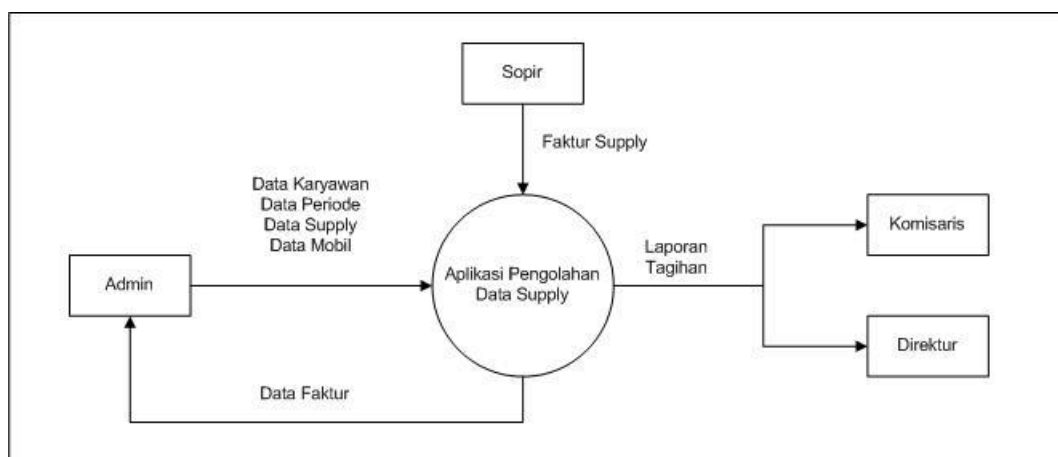 Sopir
Faktur Supply
Data Karyawan
Data Periode
Data Supply
Data Mobil
Admin
Aplikasi Pengolahan
Data Supply
Laporan
Tagihan
Komisaris
Direktur
Data Faktur